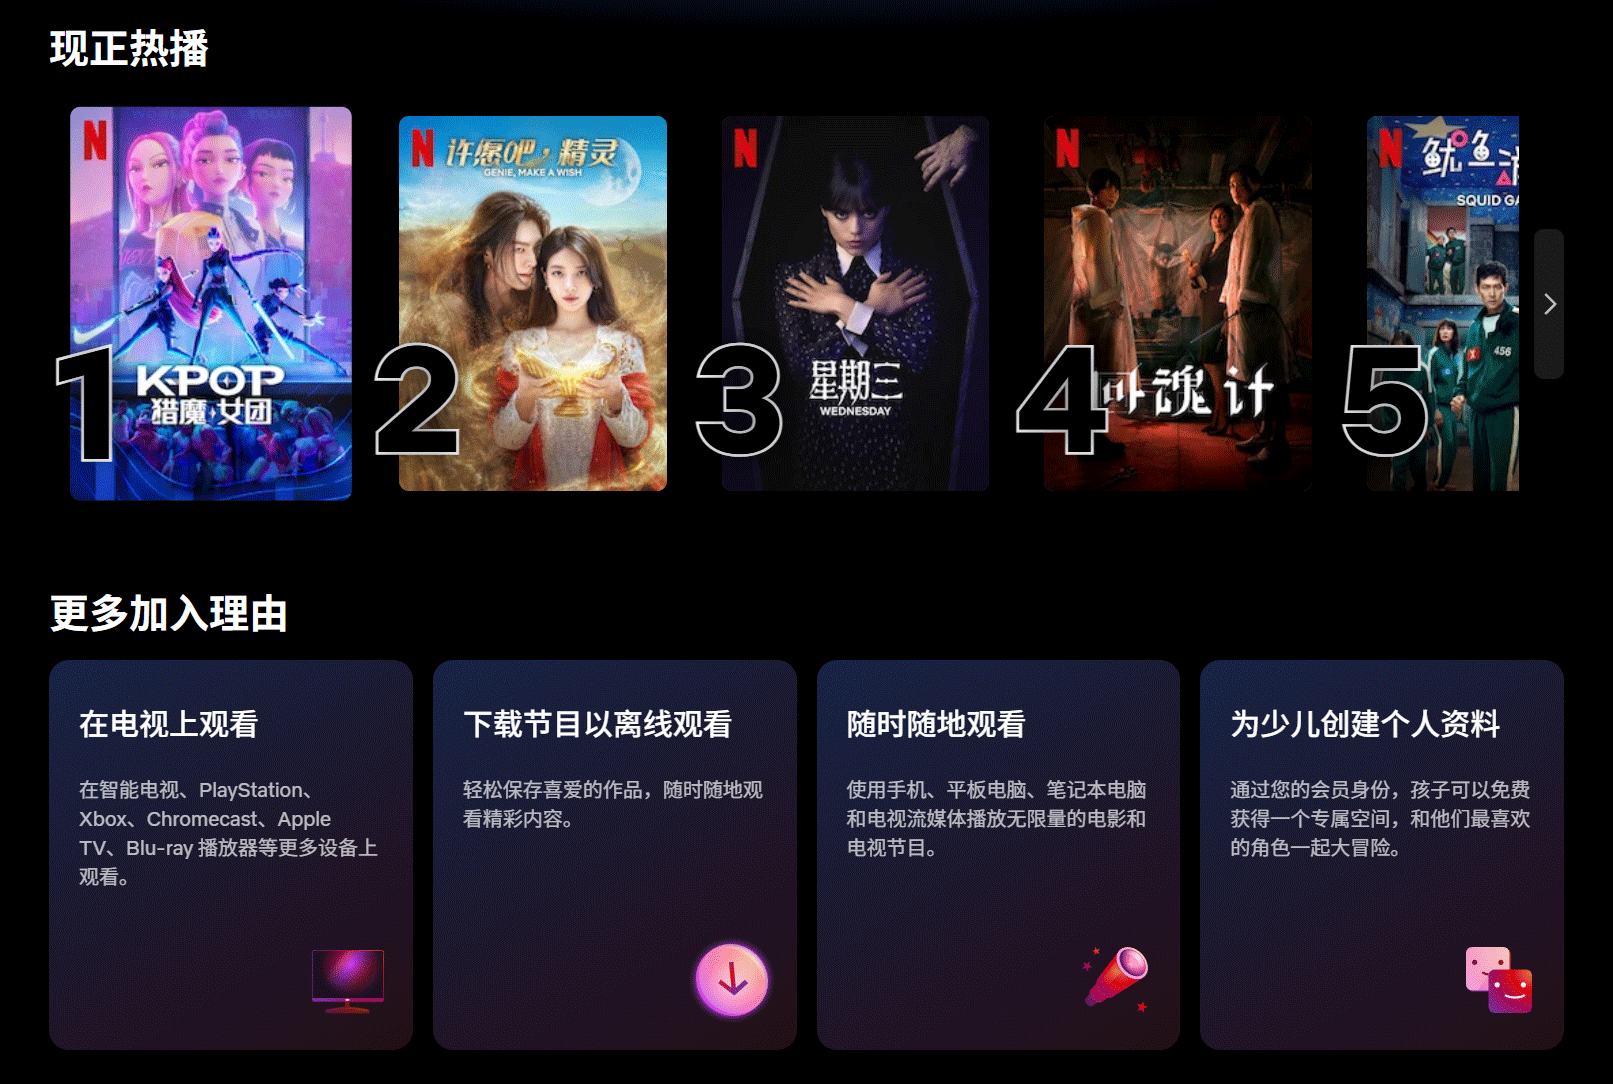 现正热播
N
KPOP
猎魔女团
1
N
许愿吧，精灵
GENIE, MAKE A WISH
2
N
星期三
WEDNESDAY
3
N
魂计
4
N
鱿鱼
SQUID GA
456
5
更多加入理由
在电视上观看
在智能电视、PlayStation、
Xbox、Chromecast、Apple
TV、Blu-ray 播放器等更多设备上
观看。
下载节目以离线观看
轻松保存喜爱的作品，随时随地观
看精彩内容。
随时随地观看
使用手机、平板电脑、笔记本电脑
和电视流媒体播放无限量的电影和
电视节目。
为少儿创建个人资料
通过您的会员身份，孩子可以免费
获得一个专属空间，和他们最喜欢
的角色一起大冒险。